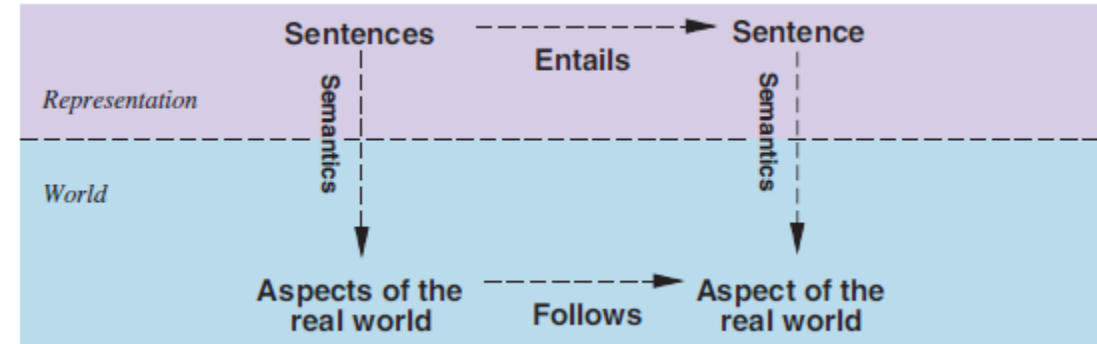 Sentences
Entails
Sentence
Representation
Semantics
Semantics
World
Aspects of the
real world
Follows
Aspect of the
real world